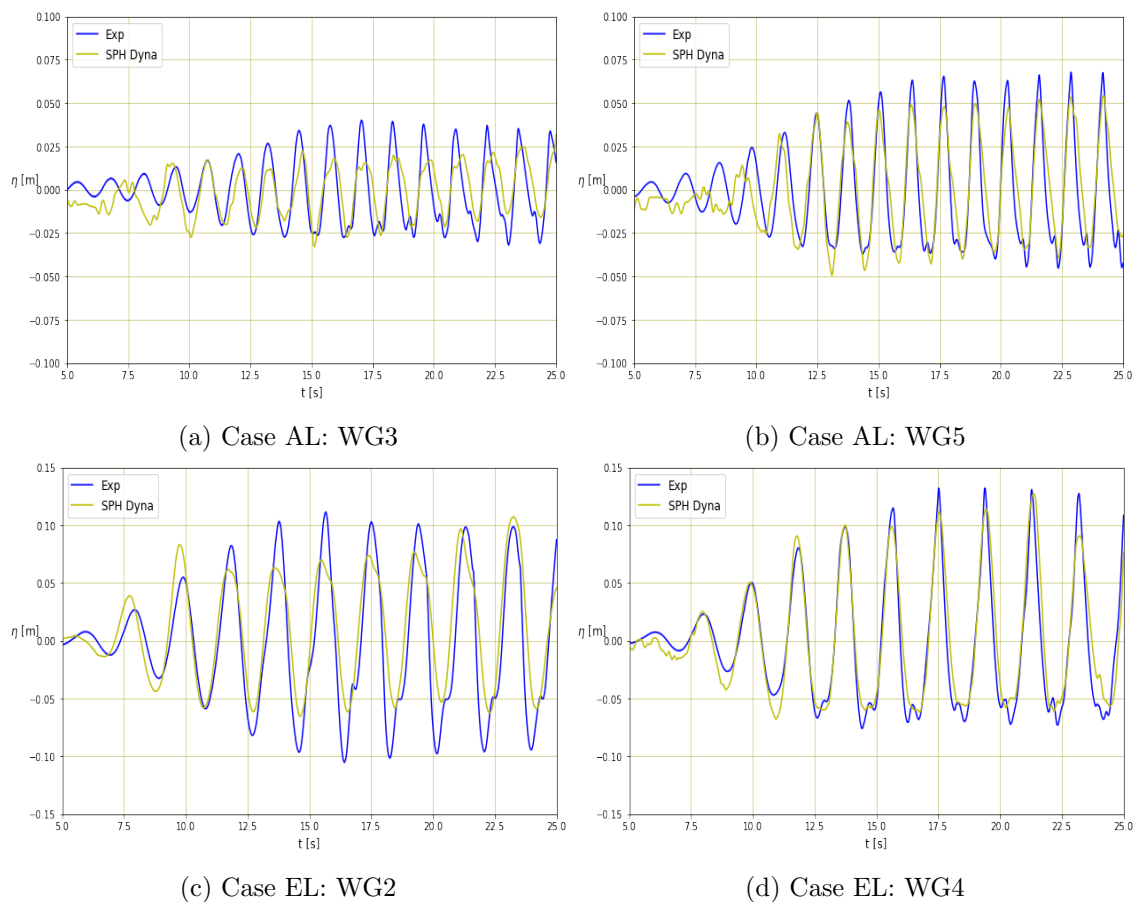 0.100
0.075
0.050
0.025
0.000
−0.025
−0.050
−0.075
−0.100
η [m]
Exp
SPH Dyna
5.0 7.5 10.0 12.5 15.0 17.5 20.0 22.5 25.0
t [s]
(a) Case AL: WG3
0.100
0.075
0.050
0.025
0.000
−0.025
−0.050
−0.075
−0.100
η [m]
Exp
SPH Dyna
5.0 7.5 10.0 12.5 15.0 17.5 20.0 22.5 25.0
t [s]
(b) Case AL: WG5
0.15
0.10
0.05
0.00
−0.05
−0.10
−0.15
η [m]
Exp
SPH Dyna
5.0 7.5 10.0 12.5 15.0 17.5 20.0 22.5 25.0
t [s]
(c) Case EL: WG2
0.15
0.10
0.05
0.00
−0.05
−0.10
−0.15
η [m]
Exp
SPH Dyna
5.0 7.5 10.0 12.5 15.0 17.5 20.0 22.5 25.0
t [s]
(d) Case EL: WG4